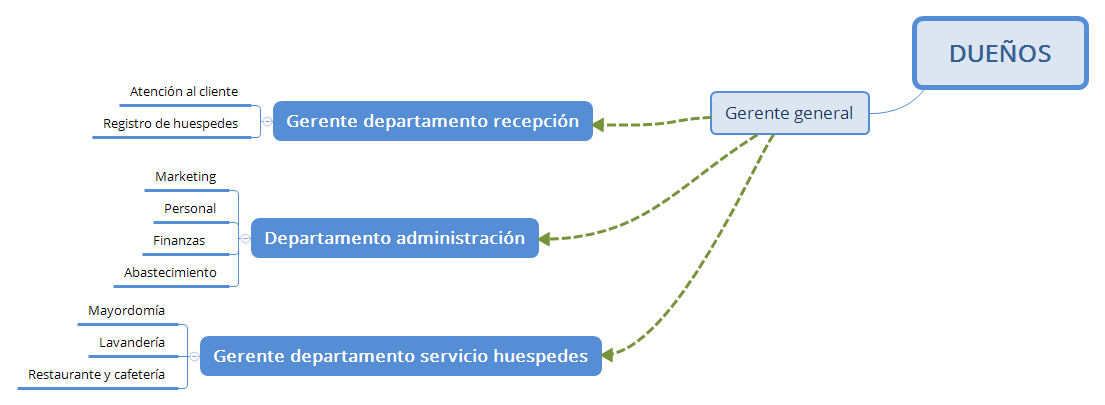 DUEÑOS
Gerente general
Gerente departamento recepción
Atención al cliente
Registro de huespedes
Departamento administración
Marketing
Personal
Finanzas
Abastecimiento
Gerente departamento servicio huespedes
Mayordomía
Lavandería
Restaurante y cafetería